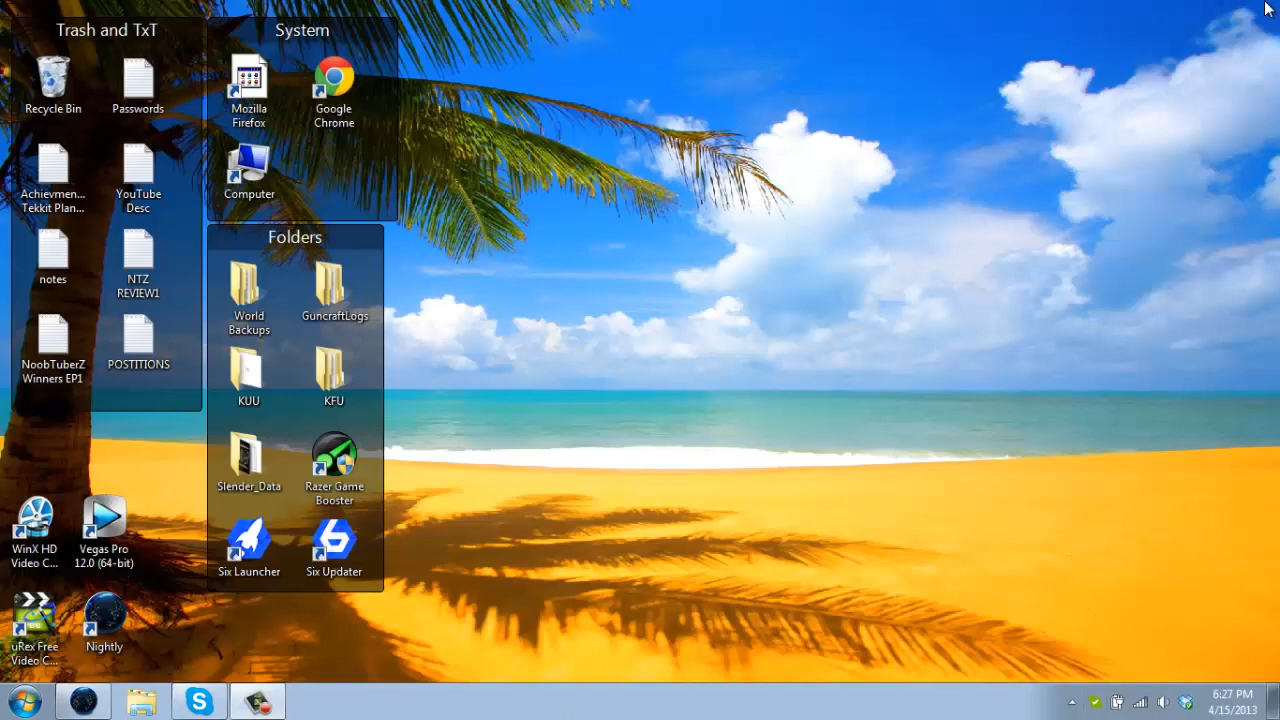 Trash and TxT
Recycle Bin
Passwords
Achievmen...
Tekkit Plan...
YouTube
Desc
notes
NTZ
REVIEW1
NoobTuberZ
Winners EP1
POSTITIONS
System
Mozilla
Firefox
Google
Chrome
Computer
Folders
World
Backups
GuncraftLogs
KUU
KFU
Slender_Data
Razer Game
Booster
Six Launcher
Six Updater
WinX HD
Video C...
Vegas Pro
12.0 (64-bit)
uRex Free
Video C...
Nightly
6:27 PM
4/15/2013